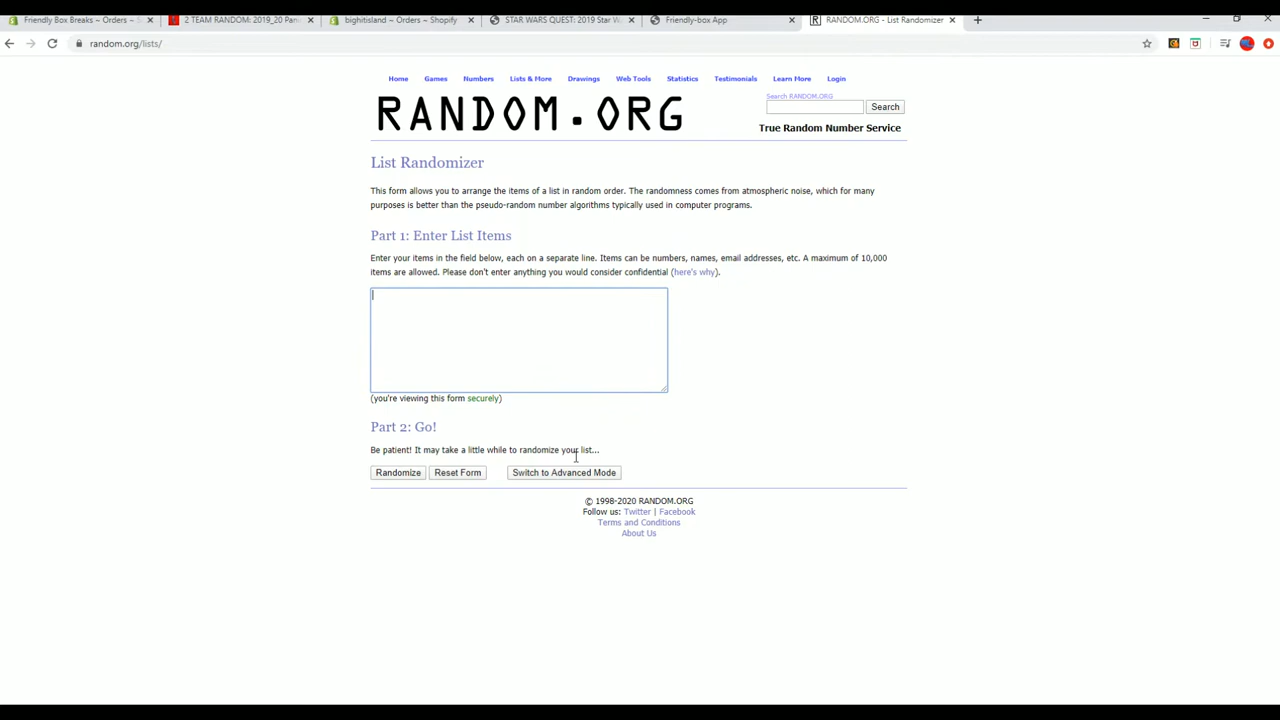 Friendly Box Breaks ~ Orders ~ S
2 TEAM RANDOM: 2019_20 Pan
bighitisland ~ Orders ~ Shopify
STAR WARS QUEST: 2019 Star W
Friendly-box App
RANDOM.ORG - List Randomizer
random.org/lists/
Home Games Numbers Lists & More Drawings Web Tools Statistics Testimonials Learn More Login
RANDOM.ORG
Search RANDOM.ORG
Search
True Random Number Service
List Randomizer
This form allows you to arrange the items of a list in random order. The randomness comes from atmospheric noise, which for many
purposes is better than the pseudo-random number algorithms typically used in computer programs.
Part 1: Enter List Items
Enter your items in the field below, each on a separate line. Items can be numbers, names, email addresses, etc. A maximum of 10,000
items are allowed. Please don't enter anything you would consider confidential (here's why).
(you're viewing this form securely)
Part 2: Go!
Be patient! It may take a little while to randomize your list...
Randomize Reset Form Switch to Advanced Mode
© 1998-2020 RANDOM.ORG
Follow us: Twitter | Facebook
Terms and Conditions
About Us